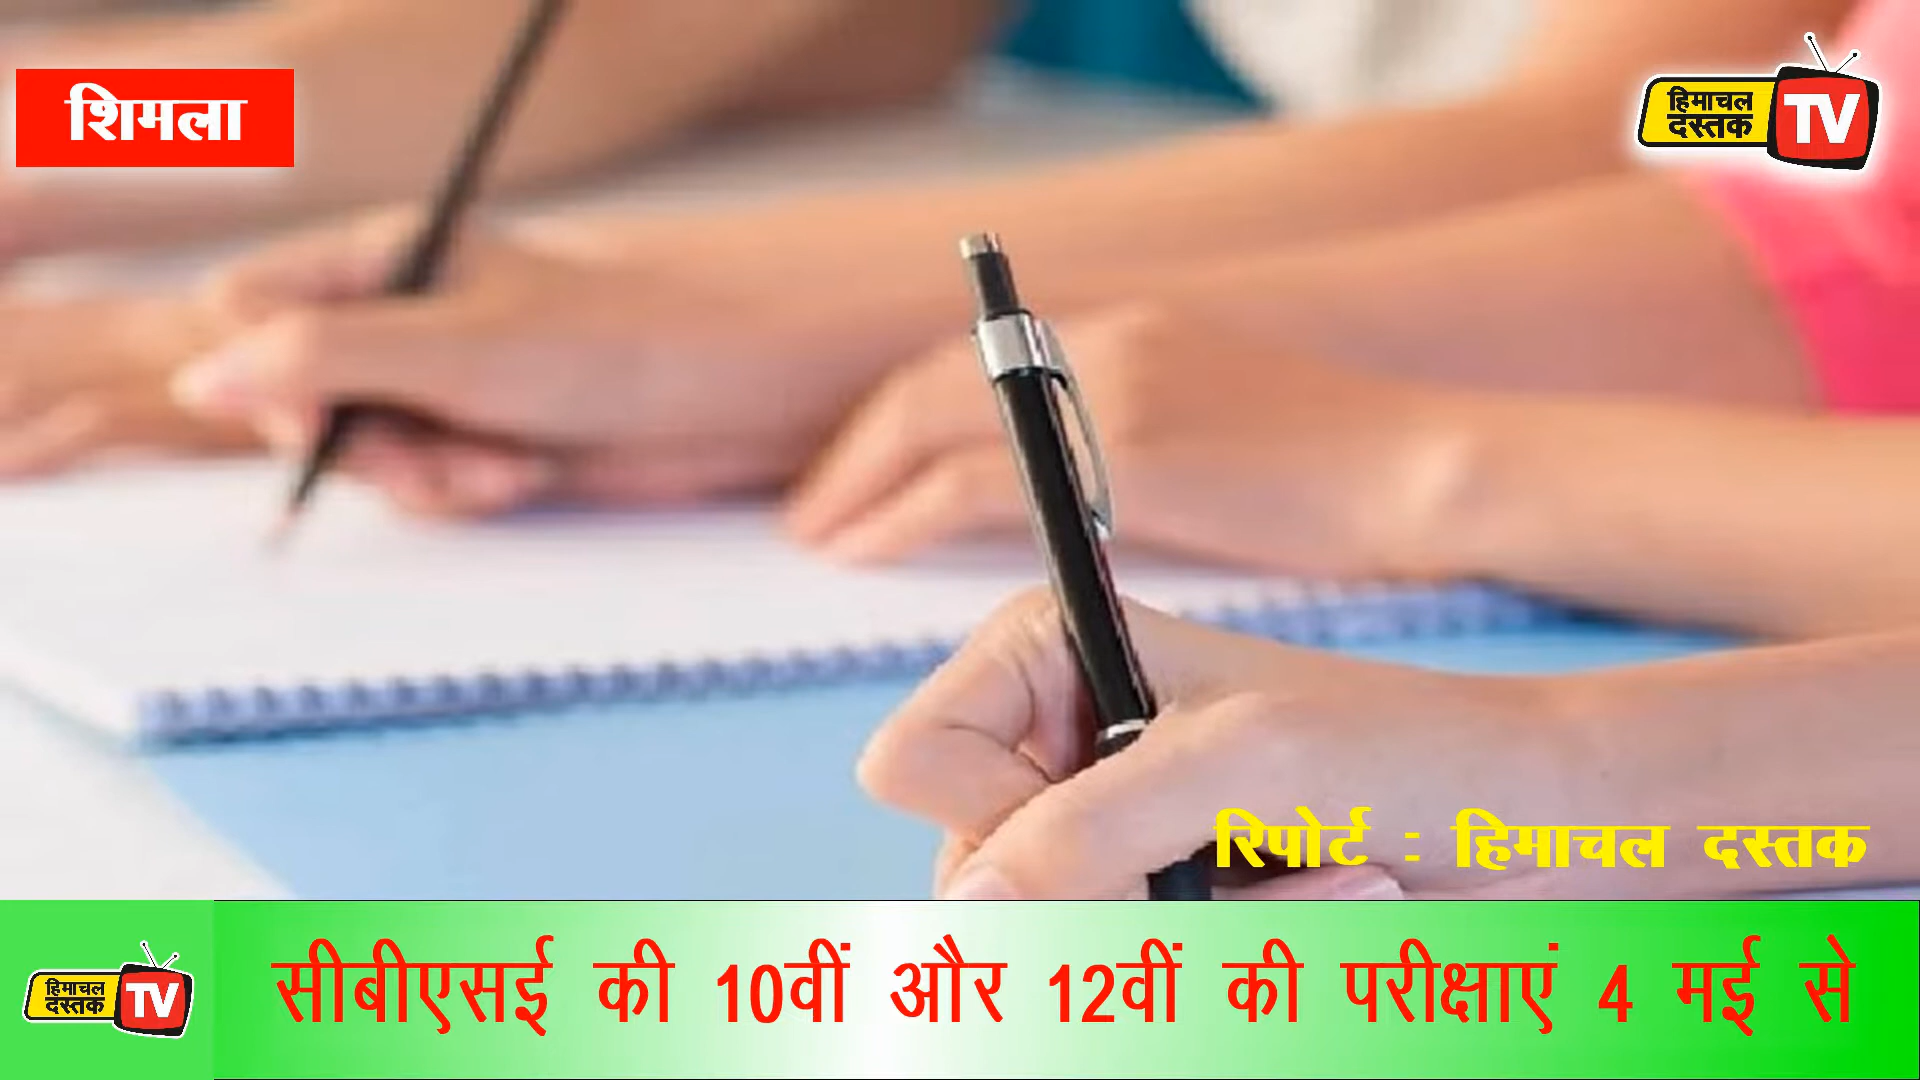 शिमला
हिमाचल
दस्तक
TV
रिपोर्ट : हिमाचल दस्तक
हिमाचल
दस्तक
TV
सीबीएसई की 10वीं और 12वीं की परीक्षाएं 4 मई से